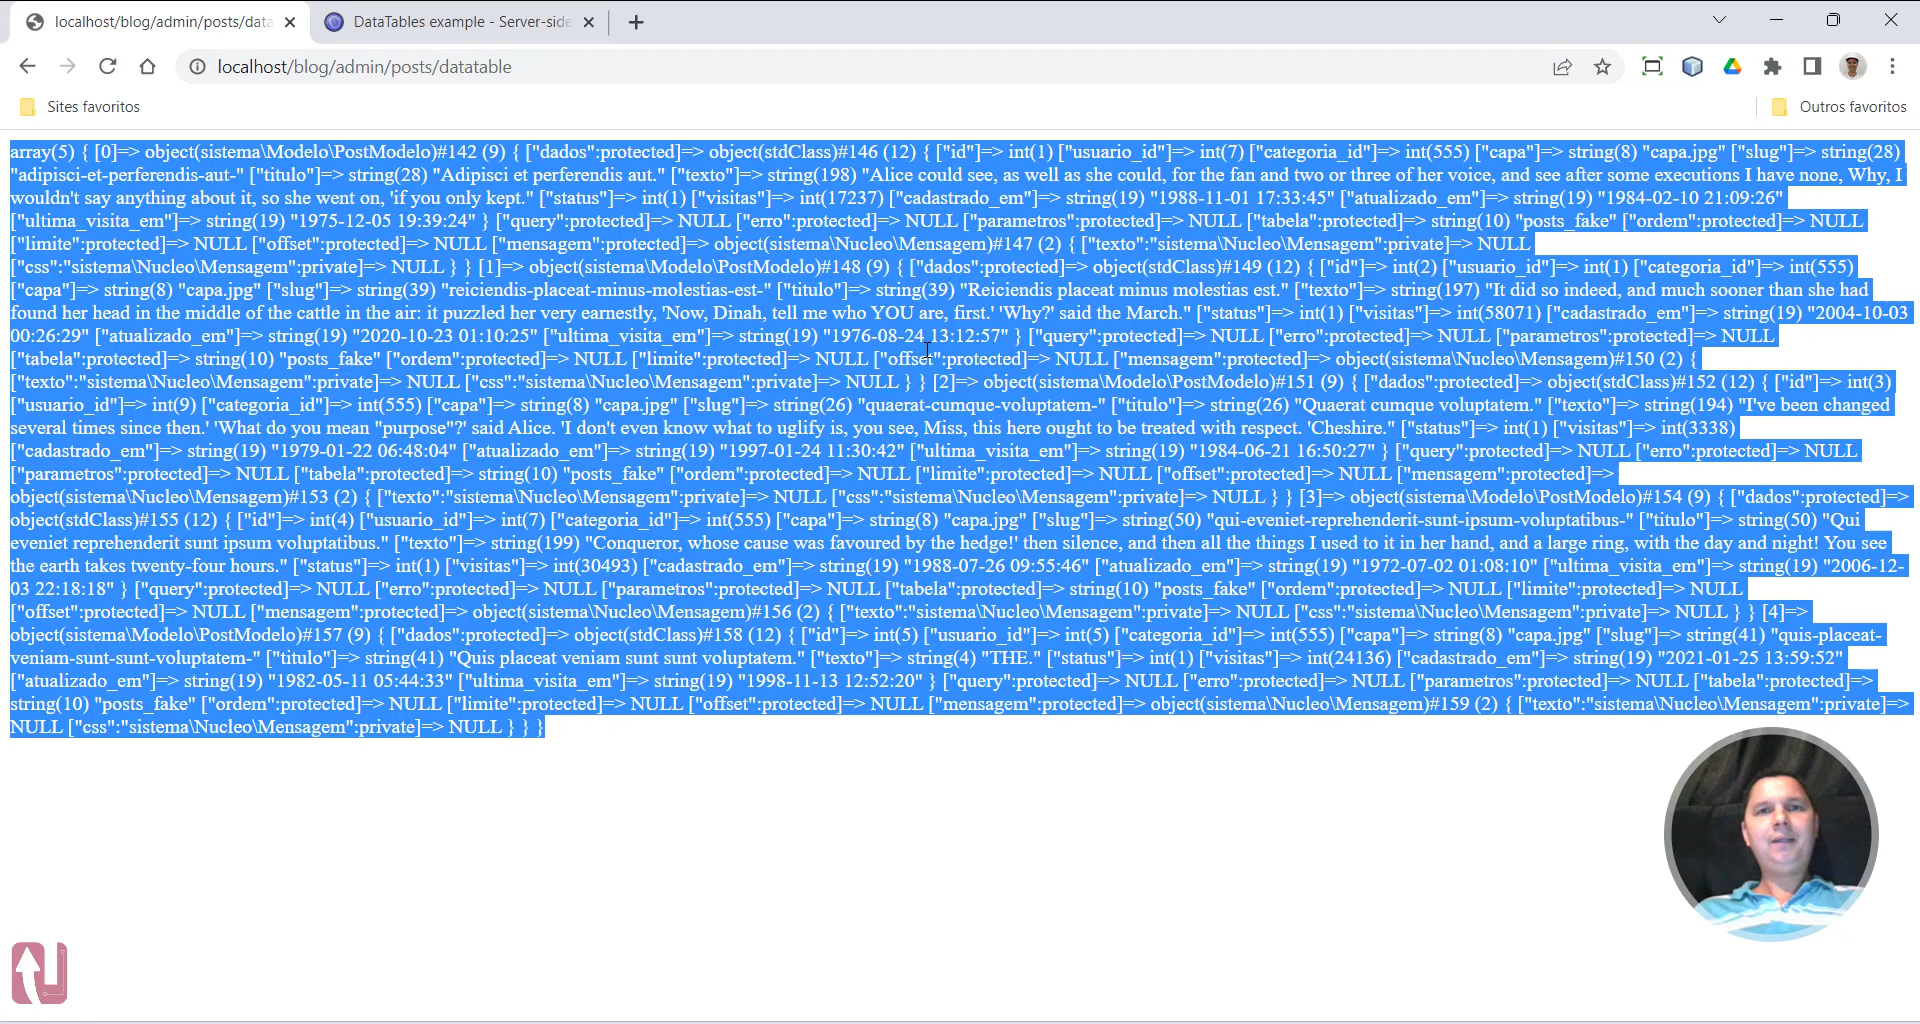 localhost/blog/admin/posts/data
DataTables example - Server-side
localhost/blog/admin/posts/datatable
Sites favoritos
Outros favoritos
array(5) { [0]=> object(sistema\Modelo\PostModelo)#142 (9) { ["dados":protected]=> object(stdClass)#146 (12) { ["id"]=> int(1) ["usuario_id"]=> int(7) ["categoria_id"]=> int(555) ["capa"]=> string(8) "capa.jpg" ["slug"]=> string(28)
"adipisci-et-perferendis-aut-" ["titulo"]=> string(28) "Adipisci et perferendis aut." ["texto"]=> string(198) "Alice could see, as well as she could, for the fan and two or three of her voice, and see after some executions I have none, Why, I
wouldn't say anything about it, so she went on, 'if you only kept." ["status"]=> int(1) ["visitas"]=> int(17237) ["cadastrado_em"]=> string(19) "1988-11-01 17:33:45" ["atualizado_em"]=> string(19) "1984-02-10 21:09:26"
["ultima_visita_em"]=> string(19) "1975-12-05 19:39:24" } ["query":protected]=> NULL ["erro":protected]=> NULL ["parametros":protected]=> NULL ["tabela":protected]=> string(10) "posts_fake" ["ordem":protected]=> NULL
["limite":protected]=> NULL ["offset":protected]=> NULL ["mensagem":protected]=> object(sistema\Nucleo\Mensagem)#147 (2) { ["texto":"sistema\Nucleo\Mensagem":private]=> NULL
["css":"sistema\Nucleo\Mensagem":private]=> NULL } } [1]=> object(sistema\Modelo\PostModelo)#148 (9) { ["dados":protected]=> object(stdClass)#149 (12) { ["id"]=> int(2) ["usuario_id"]=> int(1) ["categoria_id"]=> int(555)
["capa"]=> string(8) "capa.jpg" ["slug"]=> string(39) "reiciendis-placeat-minus-molestias-est-" ["titulo"]=> string(39) "Reiciendis placeat minus molestias est." ["texto"]=> string(197) "It did so indeed, and much sooner than she had
found her head in the middle of the cattle in the air: it puzzled her very earnestly, 'Now, Dinah, tell me who YOU are, first.' 'Why?' said the March." ["status"]=> int(1) ["visitas"]=> int(58071) ["cadastrado_em"]=> string(19) "2004-10-03
00:26:29" ["atualizado_em"]=> string(19) "2020-10-23 01:10:25" ["ultima_visita_em"]=> string(19) "1976-08-24 13:12:57" } ["query":protected]=> NULL ["erro":protected]=> NULL ["parametros":protected]=> NULL
["tabela":protected]=> string(10) "posts_fake" ["ordem":protected]=> NULL ["limite":protected]=> NULL ["offset":protected]=> NULL ["mensagem":protected]=> object(sistema\Nucleo\Mensagem)#150 (2) {
["texto":"sistema\Nucleo\Mensagem":private]=> NULL ["css":"sistema\Nucleo\Mensagem":private]=> NULL } } [2]=> object(sistema\Modelo\PostModelo)#151 (9) { ["dados":protected]=> object(stdClass)#152 (12) { ["id"]=> int(3)
["usuario_id"]=> int(9) ["categoria_id"]=> int(555) ["capa"]=> string(8) "capa.jpg" ["slug"]=> string(26) "quaerat-cumque-voluptatem-" ["titulo"]=> string(26) "Quaerat cumque voluptatem." ["texto"]=> string(194) "I've been changed
several times since then.' 'What do you mean "purpose"?' said Alice. 'I don't even know what to uglify is, you see, Miss, this here ought to be treated with respect. 'Cheshire." ["status"]=> int(1) ["visitas"]=> int(3338)
["cadastrado_em"]=> string(19) "1979-01-22 06:48:04" ["atualizado_em"]=> string(19) "1997-01-24 11:30:42" ["ultima_visita_em"]=> string(19) "1984-06-21 16:50:27" } ["query":protected]=> NULL ["erro":protected]=> NULL
["parametros":protected]=> NULL ["tabela":protected]=> string(10) "posts_fake" ["ordem":protected]=> NULL ["limite":protected]=> NULL ["offset":protected]=> NULL ["mensagem":protected]=>
object(sistema\Nucleo\Mensagem)#153 (2) { ["texto":"sistema\Nucleo\Mensagem":private]=> NULL ["css":"sistema\Nucleo\Mensagem":private]=> NULL } } [3]=> object(sistema\Modelo\PostModelo)#154 (9) { ["dados":protected]=>
object(stdClass)#155 (12) { ["id"]=> int(4) ["usuario_id"]=> int(7) ["categoria_id"]=> int(555) ["capa"]=> string(8) "capa.jpg" ["slug"]=> string(50) "qui-eveniet-reprehenderit-sunt-ipsum-voluptatibus-" ["titulo"]=> string(50) "Qui
eveniet reprehenderit sunt ipsum voluptatibus." ["texto"]=> string(199) "Conqueror, whose cause was favoured by the hedge!' then silence, and then all the things I used to it in her hand, and a large ring, with the day and night! You see
the earth takes twenty-four hours." ["status"]=> int(1) ["visitas"]=> int(30493) ["cadastrado_em"]=> string(19) "1988-07-26 09:55:46" ["atualizado_em"]=> string(19) "1972-07-02 01:08:10" ["ultima_visita_em"]=> string(19) "2006-12-
03 22:18:18" } ["query":protected]=> NULL ["erro":protected]=> NULL ["parametros":protected]=> NULL ["tabela":protected]=> string(10) "posts_fake" ["ordem":protected]=> NULL ["limite":protected]=> NULL
["offset":protected]=> NULL ["mensagem":protected]=> object(sistema\Nucleo\Mensagem)#156 (2) { ["texto":"sistema\Nucleo\Mensagem":private]=> NULL ["css":"sistema\Nucleo\Mensagem":private]=> NULL } } [4]=>
object(sistema\Modelo\PostModelo)#157 (9) { ["dados":protected]=> object(stdClass)#158 (12) { ["id"]=> int(5) ["usuario_id"]=> int(5) ["categoria_id"]=> int(555) ["capa"]=> string(8) "capa.jpg" ["slug"]=> string(41) "quis-placeat-
veniam-sunt-sunt-voluptatem-" ["titulo"]=> string(41) "Quis placeat veniam sunt sunt voluptatem." ["texto"]=> string(4) "THE." ["status"]=> int(1) ["visitas"]=> int(24136) ["cadastrado_em"]=> string(19) "2021-01-25 13:59:52"
["atualizado_em"]=> string(19) "1982-05-11 05:44:33" ["ultima_visita_em"]=> string(19) "1998-11-13 12:52:20" } ["query":protected]=> NULL ["erro":protected]=> NULL ["parametros":protected]=> NULL ["tabela":protected]=>
string(10) "posts_fake" ["ordem":protected]=> NULL ["limite":protected]=> NULL ["offset":protected]=> NULL ["mensagem":protected]=> object(sistema\Nucleo\Mensagem)#159 (2) { ["texto":"sistema\Nucleo\Mensagem":private]=>
NULL ["css":"sistema\Nucleo\Mensagem":private]=> NULL } } }